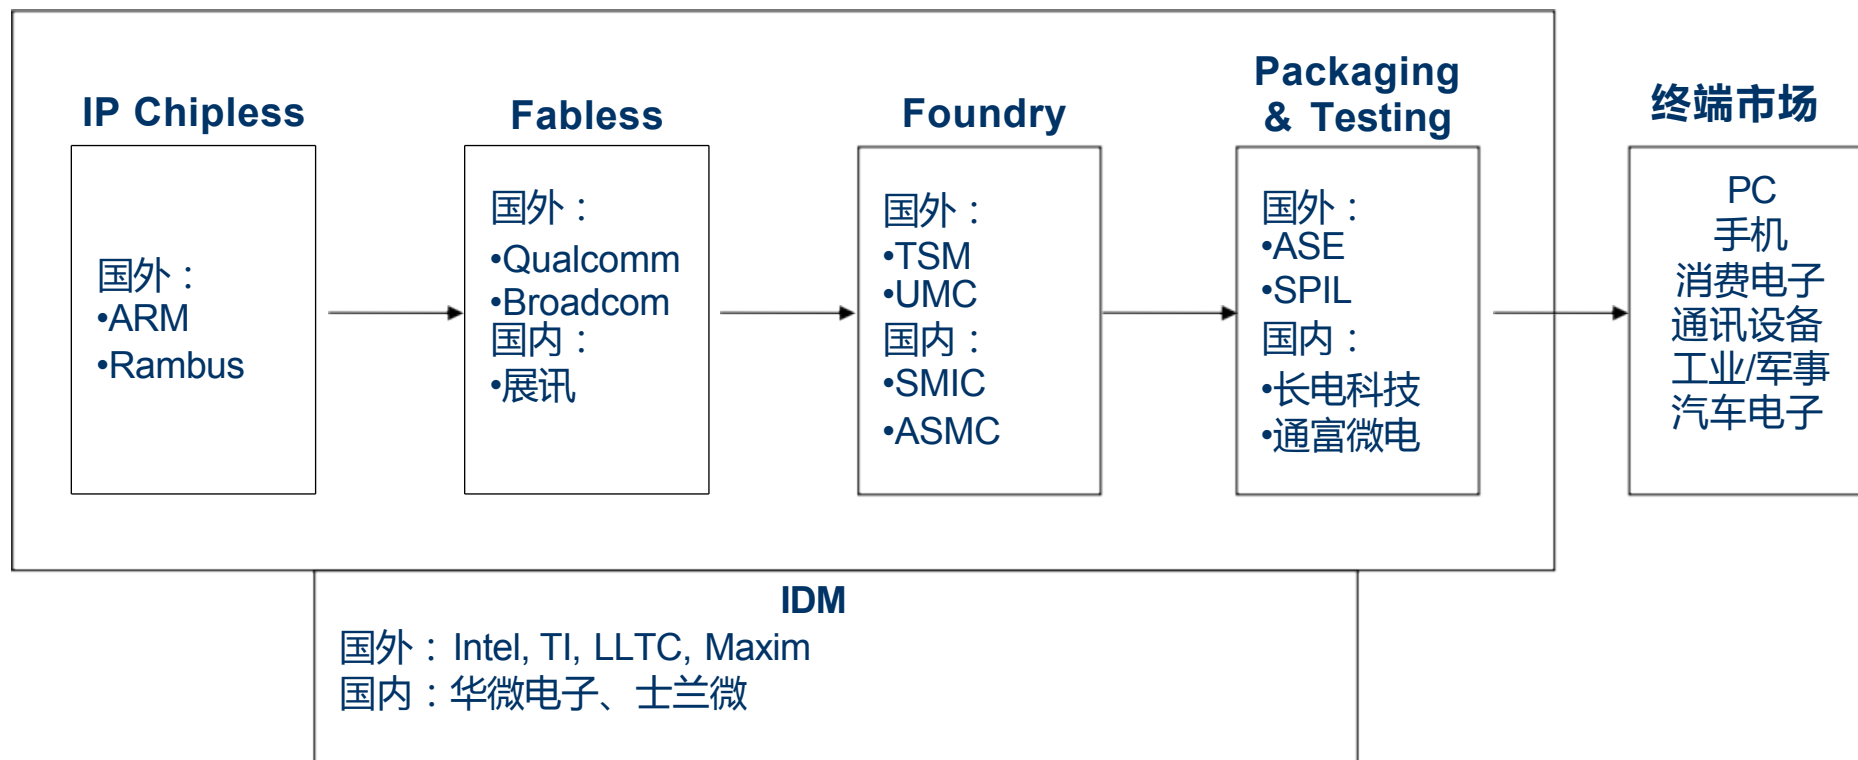 IP Chipless
国外：
•ARM
•Rambus
Fabless
国外：
•Qualcomm
•Broadcom
国内：
•展讯
Foundry
国外：
•TSM
•UMC
国内：
•SMIC
•ASMC
Packaging
& Testing
国外：
•ASE
•SPIL
国内：
•长电科技
•通富微电
终端市场
PC
手机
消费电子
通讯设备
工业/军事
汽车电子
IDM
国外：Intel, TI, LLTC, Maxim
国内：华微电子、士兰微